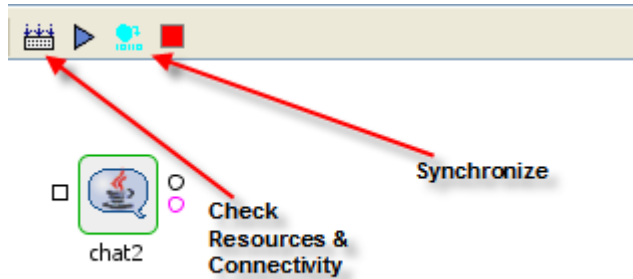 Synchronize
Check
Resources &
Connectivity
chat2